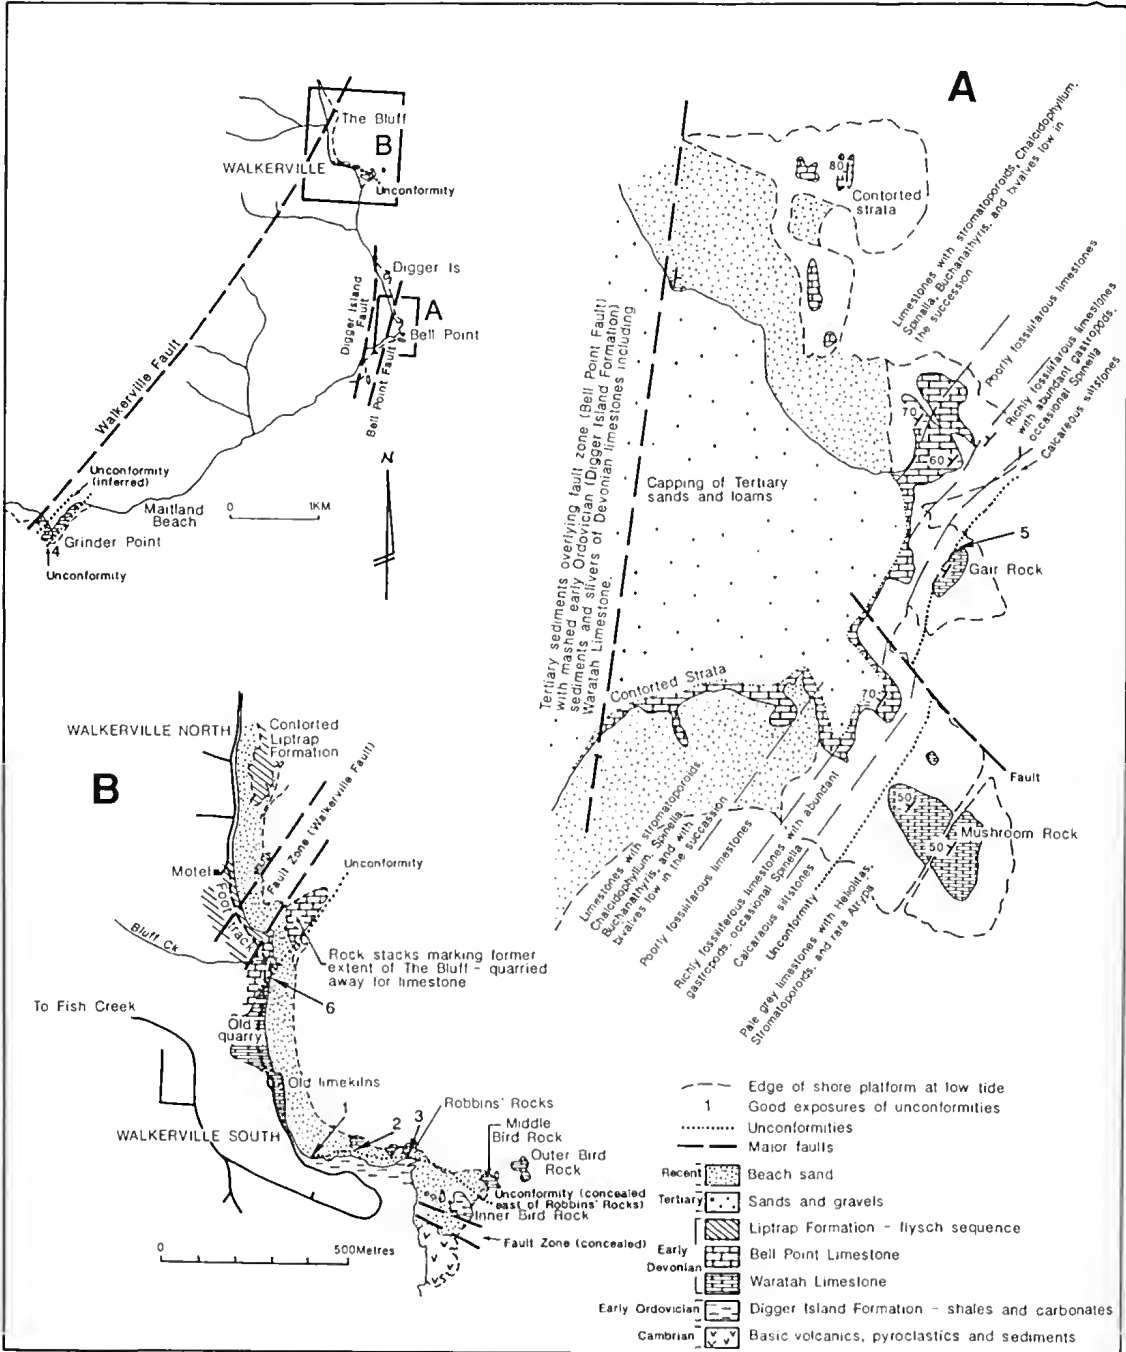 A
The Bluff
B
WALKERVILLE
Unconformity
Digger Is
A
Bell Point
Digger Island
Fault
Bell Point Fault
Walkerville Fault
Unconformity
(inferred)
Maitland
Beach
0 1KM
N
4
Grinder Point
Unconformity
80
Contorted
strata
Limestones with stromatoporoids, Chalcidophyllum,
Spinella, Buchanathyris, and bivalves low in
the succession
Poorly fossiliferous limestones
Richly fossiliferous limestones
with abundant gastropods,
occasional Spinella
Calcareous siltstones
70
60
Tertiary sediments overlying fault zone (Bell Point Fault)
with mashed early Ordovician (Digger Island Formation)
sediments and slivers of Devonian limestones including
Waratah Limestone.
Capping of Tertiary
sands and loams
5
Gair Rock
Contorted Strata
70
Fault
50
50
Mushroom Rock
Limestones with stromatoporoids,
Chalcidophyllum, Spinella,
Buchanathyris, and with
bivalves low in the succession
Poorly fossiliferous limestones
Richly fossiliferous limestones with abundant
gastropods, occasional Spinella
Calcareous siltstones
Unconformity
Pale grey limestones with Heliolites,
Stromatoporoids, and rare Atrypa
B
WALKERVILLE NORTH
Contorted
Liptrap
Formation
Fault Zone (Walkerville Fault)
Unconformity
Motel
Foot Track
Bluff Ck
Rock stacks marking former
extent of The Bluff - quarried
away for limestone
6
To Fish Creek
Old
quarry
Old limekilns
1
2
3
Robbins' Rocks
WALKERVILLE SOUTH
Middle
Bird Rock
Outer Bird
Rock
Unconformity (concealed
east of Robbins' Rocks)
Inner Bird Rock
Fault Zone (concealed)
0 500Metres
Edge of shore platform at low tide
1 Good exposures of unconformities
Unconformities
Major faults
Recent Beach sand
Tertiary Sands and gravels
Liptrap Formation - flysch sequence
Early
Devonian
Bell Point Limestone
Waratah Limestone
Early Ordovician Digger Island Formation - shales and carbonates
Cambrian Basic volcanics, pyroclastics and sediments